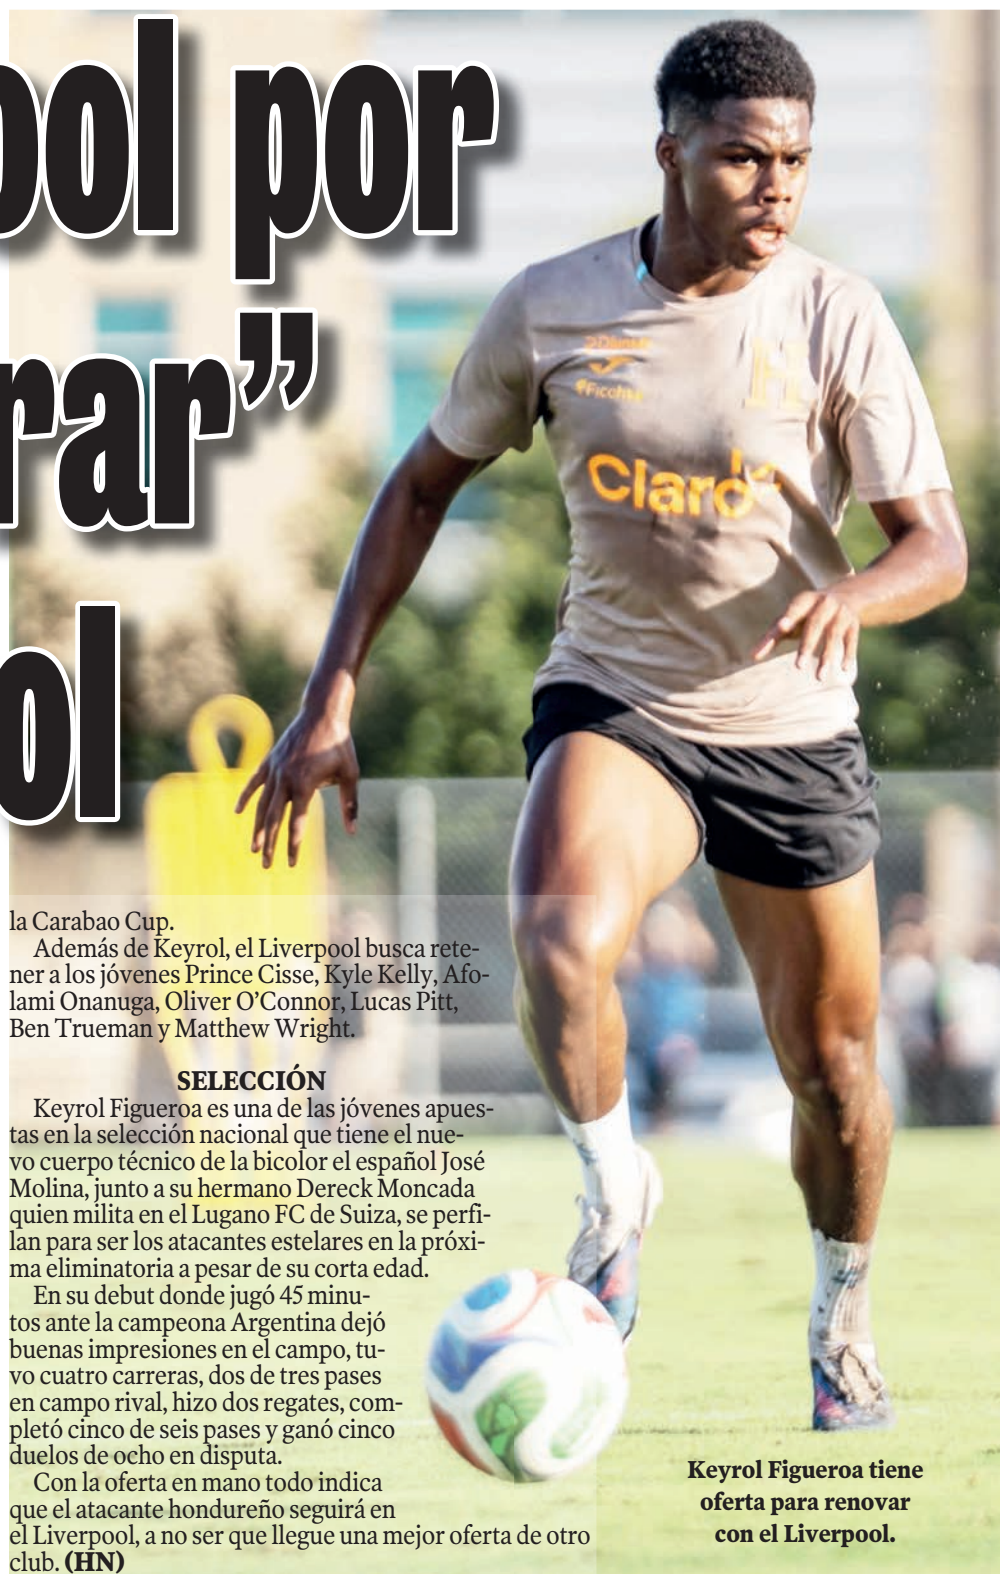 ol por
rar”
ol
Claro
la Carabao Cup.
Además de Keyrol, el Liverpool busca rete-
ner a los jóvenes Prince Cisse, Kyle Kelly, Afo-
lami Onanuga, Oliver O’Connor, Lucas Pitt,
Ben Trueman y Matthew Wright.
SELECCIÓN
Keyrol Figueroa es una de las jóvenes apues-
tas en la selección nacional que tiene el nue-
vo cuerpo técnico de la bicolor el español José
Molina, junto a su hermano Dereck Moncada
quien milita en el Lugano FC de Suiza, se perfi-
lan para ser los atacantes estelares en la próxi-
ma eliminatoria a pesar de su corta edad.
En su debut donde jugó 45 minu-
tos ante la campeona Argentina dejó
buenas impresiones en el campo, tu-
vo cuatro carreras, dos de tres pases
en campo rival, hizo dos regates, com-
pletó cinco de seis pases y ganó cinco
duelos de ocho en disputa.
Con la oferta en mano todo indica
que el atacante hondureño seguirá en
el Liverpool, a no ser que llegue una mejor oferta de otro
club. (HN)
Keyrol Figueroa tiene
oferta para renovar
con el Liverpool.